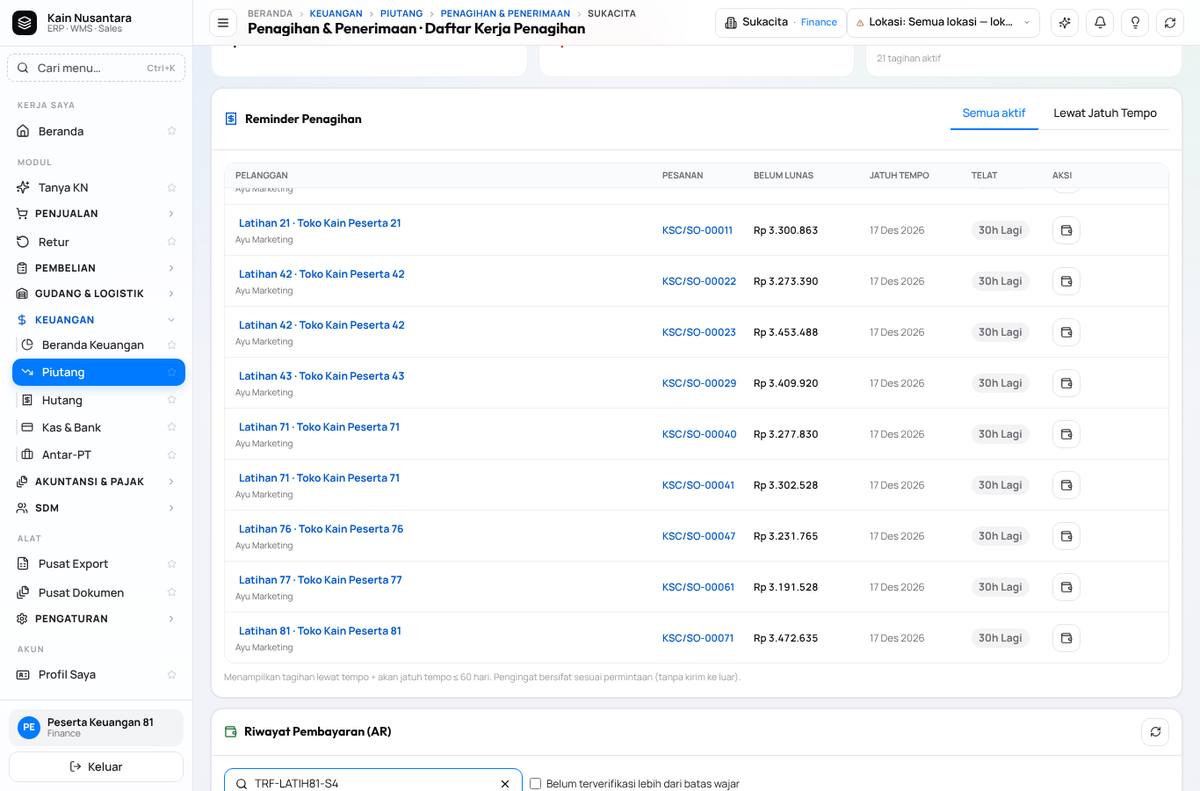 Kain Nusantara
ERP · WMS · Sales
Cari menu... Ctrl+K
KERJA SAYA
Beranda
MODUL
Tanya KN
PENJUALAN
Retur
PEMBELIAN
GUDANG & LOGISTIK
KEUANGAN
Beranda Keuangan
Piutang
Hutang
Kas & Bank
Antar-PT
AKUNTANSI & PAJAK
SDM
ALAT
Pusat Export
Pusat Dokumen
PENGATURAN
AKUN
Profil Saya
PE Peserta Keuangan 81
Finance
Keluar
BERANDA › KEUANGAN › PIUTANG › PENAGIHAN & PENERIMAAN › SUKACITA
Penagihan & Penerimaan · Daftar Kerja Penagihan
Sukacita · Finance
Lokasi: Semua lokasi — lok...
21 tagihan aktif
Reminder Penagihan
Semua aktif Lewat Jatuh Tempo
PELANGGAN PESANAN BELUM LUNAS JATUH TEMPO TELAT AKSI
Ayu Marketing
Latihan 21 · Toko Kain Peserta 21 KSC/SO-00011 Rp 3.300.863 17 Des 2026 30h Lagi
Ayu Marketing
Latihan 42 · Toko Kain Peserta 42 KSC/SO-00022 Rp 3.273.390 17 Des 2026 30h Lagi
Ayu Marketing
Latihan 42 · Toko Kain Peserta 42 KSC/SO-00023 Rp 3.453.488 17 Des 2026 30h Lagi
Ayu Marketing
Latihan 43 · Toko Kain Peserta 43 KSC/SO-00029 Rp 3.409.920 17 Des 2026 30h Lagi
Ayu Marketing
Latihan 71 · Toko Kain Peserta 71 KSC/SO-00040 Rp 3.277.830 17 Des 2026 30h Lagi
Ayu Marketing
Latihan 71 · Toko Kain Peserta 71 KSC/SO-00041 Rp 3.302.528 17 Des 2026 30h Lagi
Ayu Marketing
Latihan 76 · Toko Kain Peserta 76 KSC/SO-00047 Rp 3.231.765 17 Des 2026 30h Lagi
Ayu Marketing
Latihan 77 · Toko Kain Peserta 77 KSC/SO-00061 Rp 3.191.528 17 Des 2026 30h Lagi
Ayu Marketing
Latihan 81 · Toko Kain Peserta 81 KSC/SO-00071 Rp 3.472.635 17 Des 2026 30h Lagi
Ayu Marketing
Menampilkan tagihan lewat tempo + akan jatuh tempo ≤ 60 hari. Pengingat bersifat sesuai permintaan (tanpa kirim ke luar).
Riwayat Pembayaran (AR)
TRF-LATIH81-S4
Belum terverifikasi lebih dari batas wajar